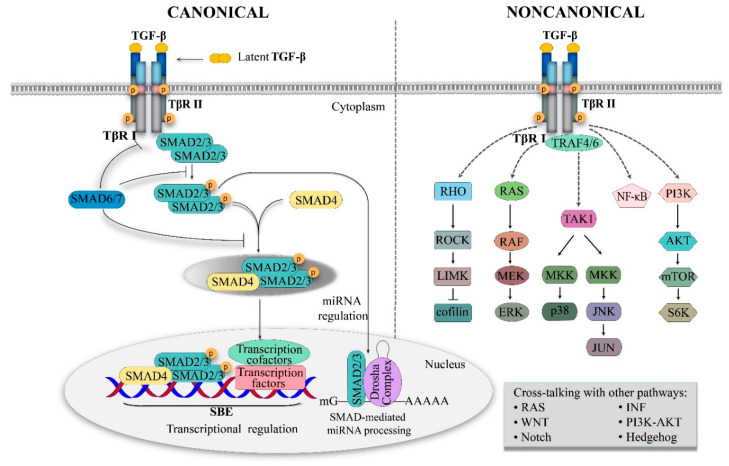 CANONICAL
NONCANONICAL
TGF-β
Latent TGF-β
p
p
TβR II
p
p
TβR I
Cytoplasm
SMAD2/3
SMAD2/3
SMAD6/7
SMAD2/3
p
SMAD2/3
p
SMAD4
SMAD2/3
p
SMAD4
SMAD2/3
p
miRNA
regulation
Transcription
cofactors
Transcription
factors
SMAD2/3
p
SMAD4
SMAD2/3
p
SBE
Transcriptional regulation
SMAD2/3
Drosha
Complex
Nucleus
mG
AAAAA
SMAD-mediated
miRNA processing
TGF-β
p
p
TβR II
p
p
TβR I
TRAF4/6
RHO
RAS
TAK1
NF-κB
PI3K
ROCK
RAF
AKT
LIMK
MEK
MKK
MKK
mTOR
cofilin
ERK
p38
JNK
S6K
JUN
Cross-talking with other pathways:
• RAS
• INF
• WNT
• PI3K-AKT
• Notch
• Hedgehog